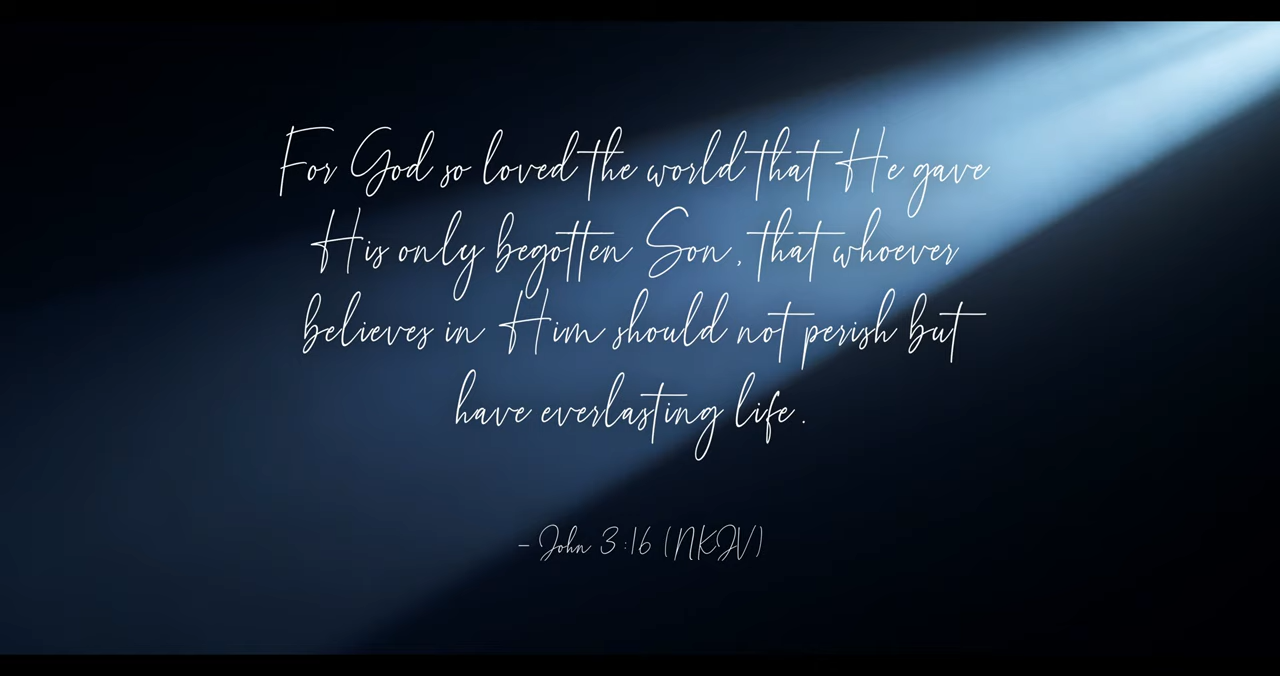 For God so loved the world that He gave
His only begotten Son, that whoever
believes in Him should not perish but
have everlasting life.
– John 3:16 (NKJV)